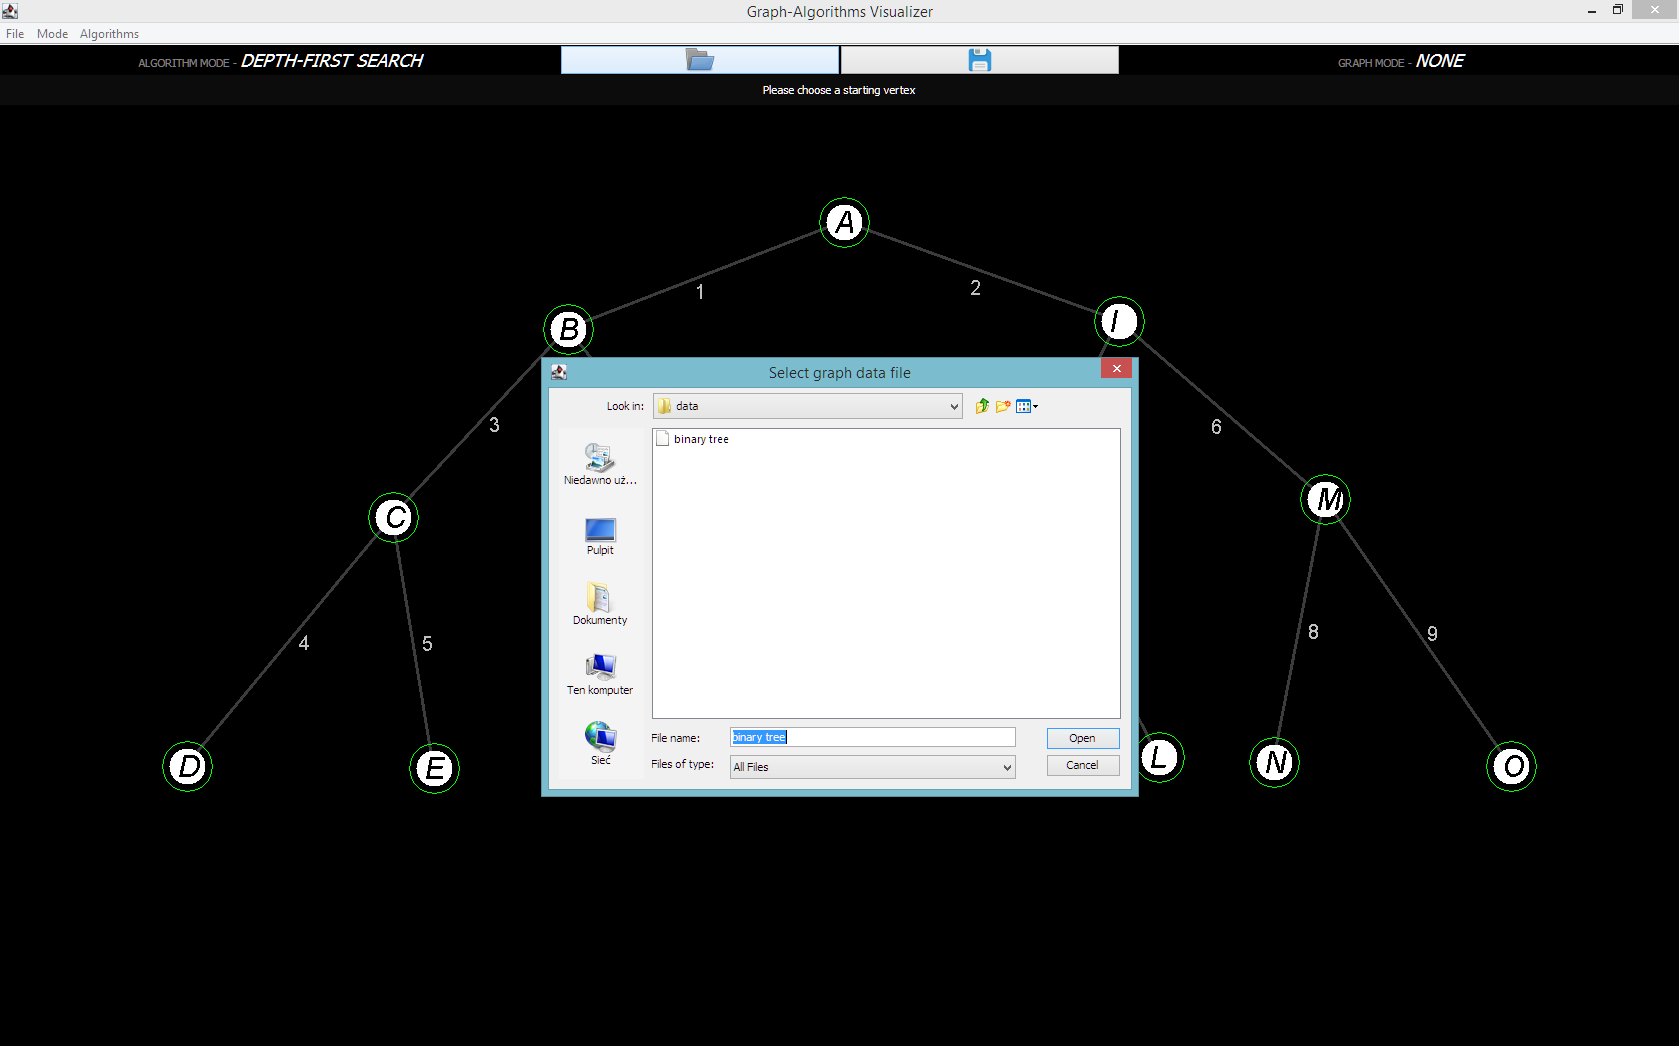 Graph-Algorithms Visualizer
File Mode Algorithms
ALGORITHM MODE - DEPTH-FIRST SEARCH
GRAPH MODE - NONE
Please choose a starting vertex
A
1
2
B
I
Select graph data file
Look in:
data
binary tree
Niedawno uż...
Pulpit
Dokumenty
Ten komputer
Sieć
File name:
binary tree
Open
Files of type:
All Files
Cancel
3
6
C
M
4
5
8
9
D
E
L
N
O